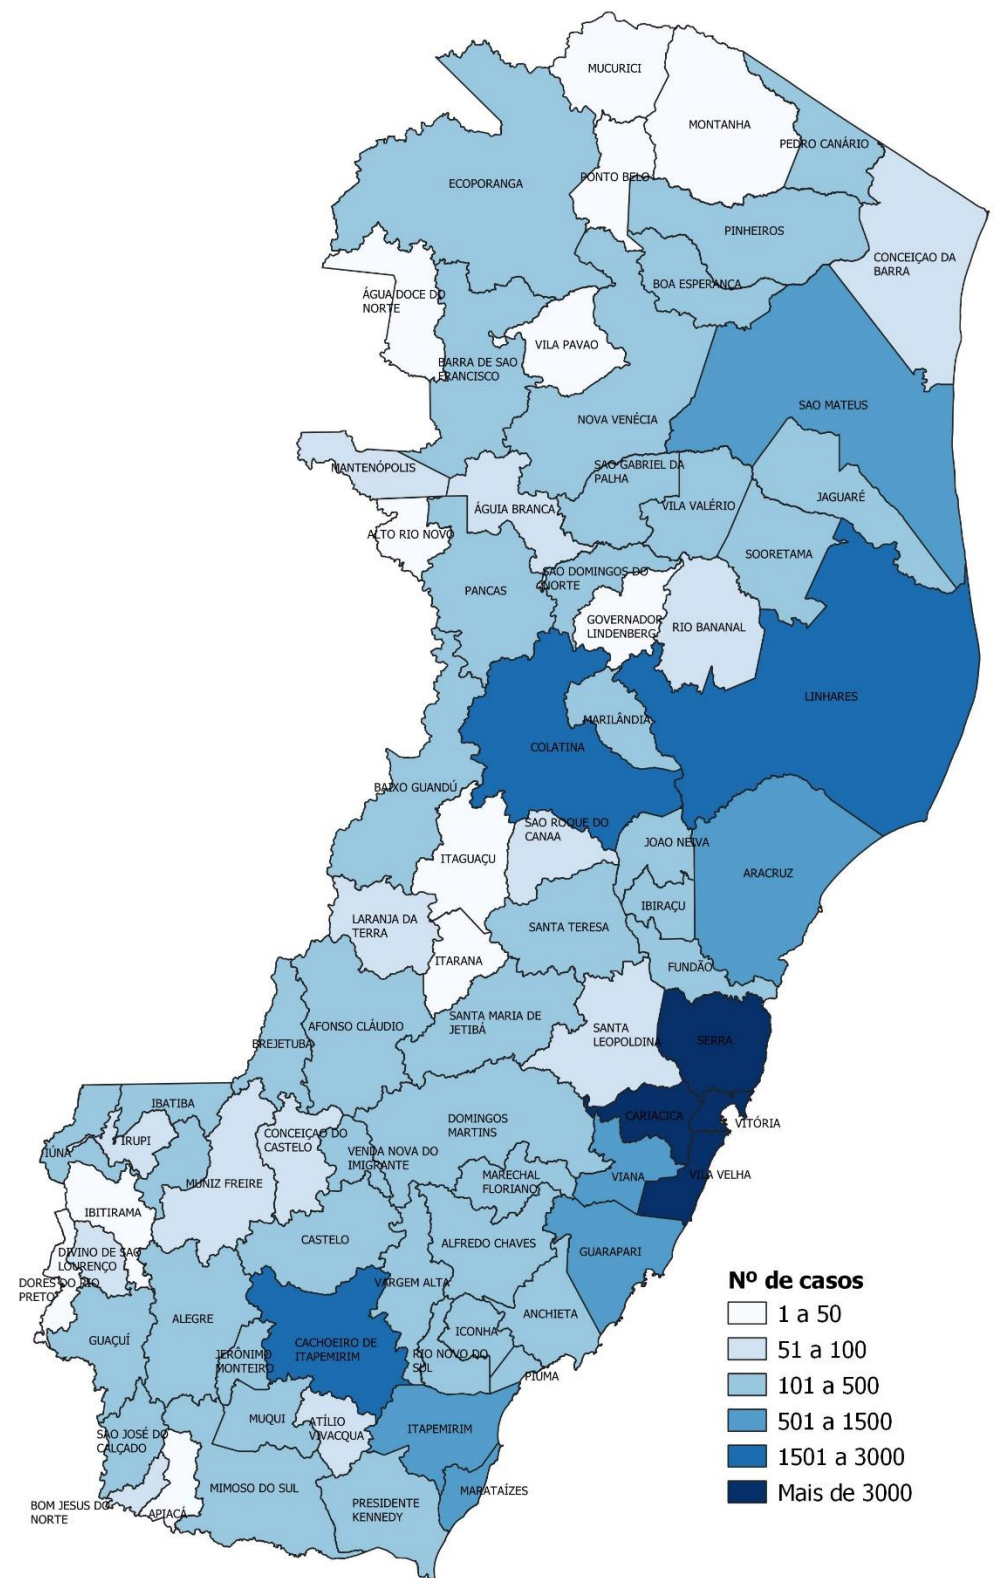 MUCURICI
MONTANHA
PEDRO CANÁRIO
PONTO BELO
ECOPORANGA
PINHEIROS
CONCEIÇAO DA
BARRA
BOA ESPERANÇA
ÁGUA DOCE DO
NORTE
VILA PAVAO
BARRA DE SAO
FRANCISCO
SAO MATEUS
NOVA VENÉCIA
MANTENÓPOLIS
SAO GABRIEL DA
PALHA
JAGUARÉ
ÁGUIA BRANCA
VILA VALÉRIO
ALTO RIO NOVO
SOORETAMA
SAO DOMINGOS DO
NORTE
PANCAS
GOVERNADOR
LINDENBERG
RIO BANANAL
LINHARES
MARILÂNDIA
COLATINA
BAIXO GUANDÚ
SAO ROQUE DO
CANAA
JOAO NEIVA
ITAGUAÇU
ARACRUZ
IBIRAÇU
LARANJA DA
TERRA
SANTA TERESA
ITARANA
FUNDÃO
SANTA MARIA DE
JETIBÁ
AFONSO CLÁUDIO
SANTA
LEOPOLDINA
SERRA
BREJETUBA
IBATIBA
CARIACICA
VITÓRIA
DOMINGOS
MARTINS
CONCEIÇAO DO
CASTELO
IRUPI
IÚNA
VENDA NOVA DO
IMIGRANTE
MARECHAL
FLORIANO
VIANA
VILA VELHA
MUNIZ FREIRE
IBITIRAMA
CASTELO
ALFREDO CHAVES
GUARAPARI
DIVINO DE SAO
LOURENÇO
DORES DO RIO
PRETO
VARGEM ALTA
Nº de casos
1 a 50
51 a 100
101 a 500
501 a 1500
1501 a 3000
Mais de 3000
ANCHIETA
ALEGRE
GUAÇUÍ
ICONHA
CACHOEIRO DE
ITAPEMIRIM
JERÔNIMO
MONTEIRO
RIO NOVO DO
SUL
PIÚMA
MUQUI
ATÍLIO
VIVACQUA
ITAPEMIRIM
SAO JOSÉ DO
CALÇADO
MIMOSO DO SUL
MARATAÍZES
PRESIDENTE
KENNEDY
BOM JESUS DO
NORTE
APIACÁ